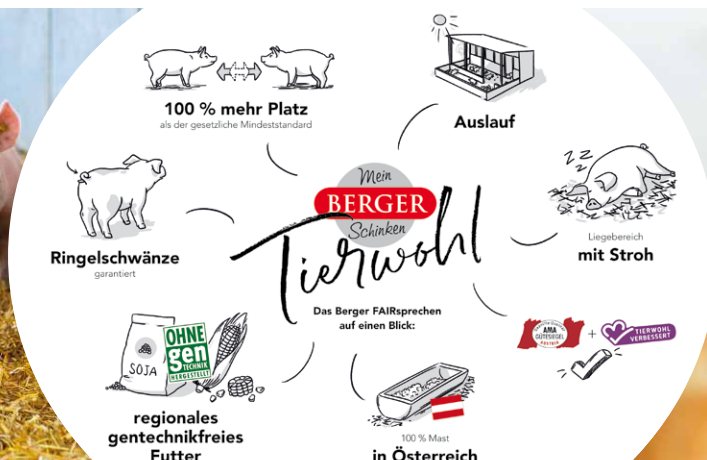 100 % mehr Platz
als der gesetzliche Mindeststandard
Auslauf
Mein
BERGER
Schinken
Tierwohl
Das Berger FAIRsprechen
auf einen Blick:
Ringelschwänze
garantiert
ZZZ
Liegebereich
mit Stroh
AMA
GÜTESIEGEL
AUSTRIA
+
TIERWOHL
VERBESSERT
SOJA
OHNE
gen
TECHNIK
HERGESTELLT
regionales
gentechnikfreies
Futter
100 % Mast
in Österreich